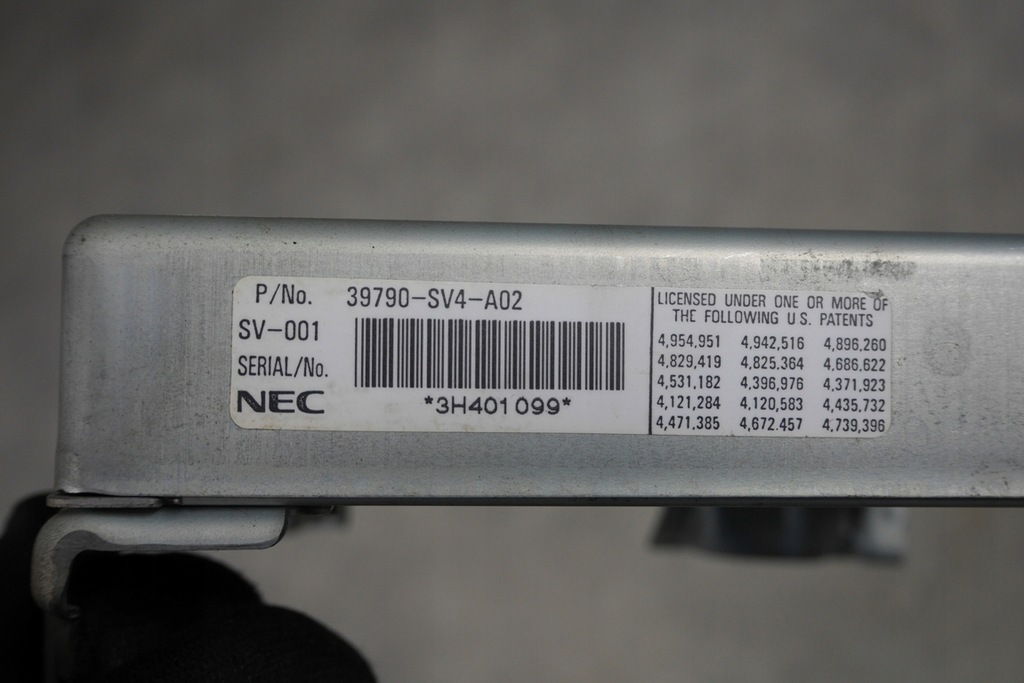 P/No. 39790-SV4-A02
SV-001
SERIAL/No.
NEC *3H401099*
LICENSED UNDER ONE OR MORE OF
THE FOLLOWING U.S. PATENTS
4,954,951 4,942,516 4,896,260
4,829,419 4,825,364 4,686,622
4,531,182 4,396,976 4,371,923
4,121,284 4,120,583 4,435,732
4,471,385 4,672,457 4,739,396